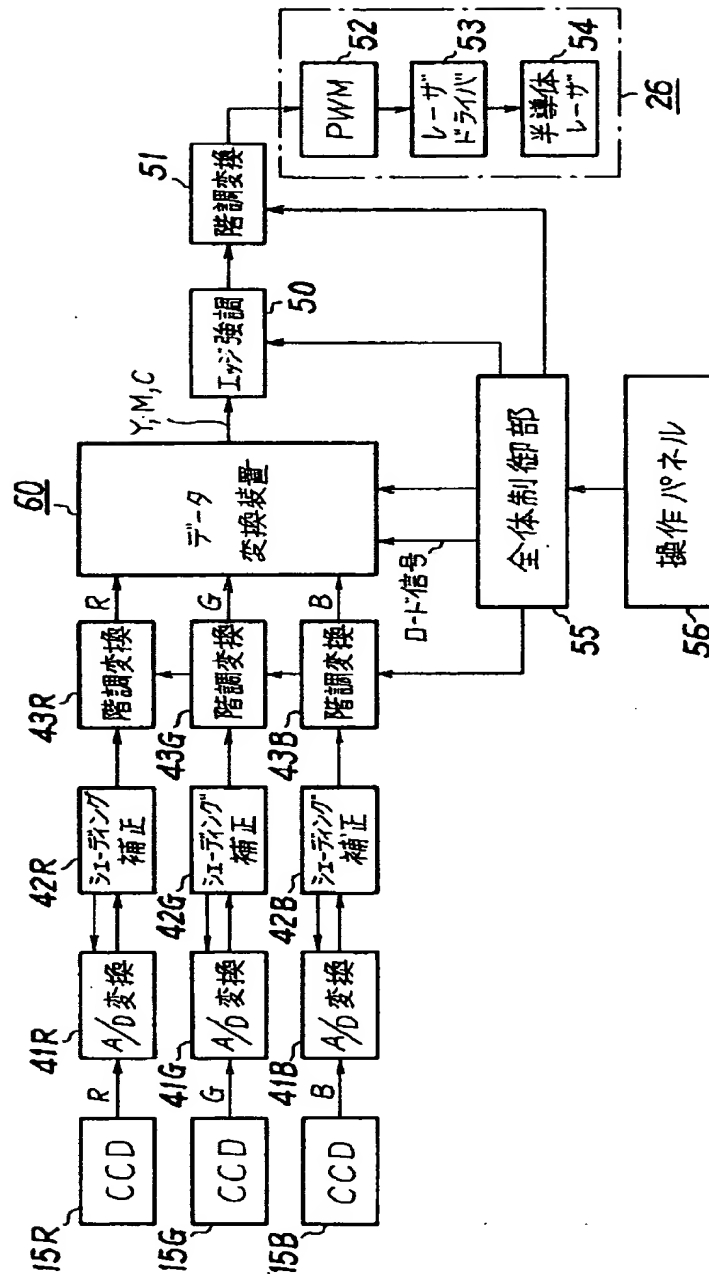 15R
CCD
R
41R
A/D変換
42R
シェーディング
補正
43R
階調変換
R
15G
CCD
G
41G
A/D変換
42G
シェーディング
補正
43G
階調変換
G
15B
CCD
B
41B
A/D変換
42B
シェーディング
補正
43B
階調変換
B
60
データ
変換装置
Y,M,C
エッジ強調
50
階調変換
51
PWM
52
レーザ
ドライバ
53
半導体
レーザ
54
26
ロード信号
全体制御部
55
操作パネル
56